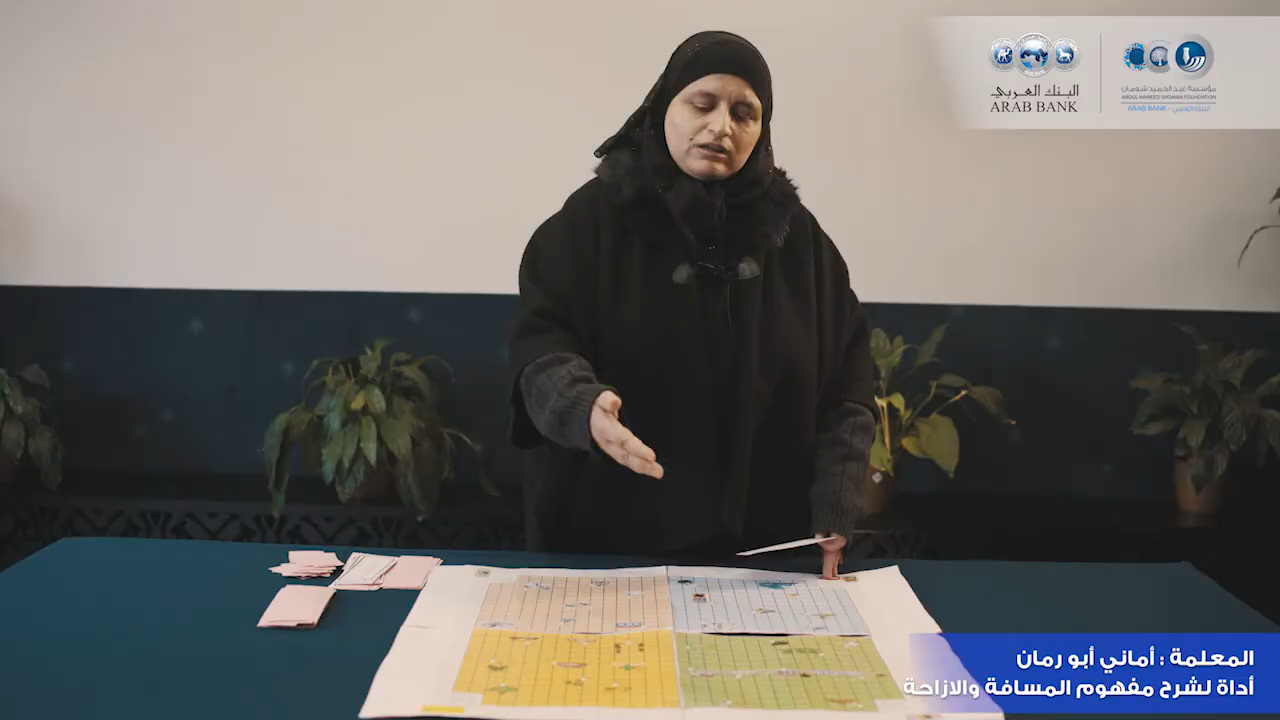 البنك العربي
ARAB BANK
مؤسسة عبد الحميد شومان
ABDUL HAMEED SHOMAN FOUNDATION
ARAB BANK - البنك العربي
المعلمة : أماني أبو رمان
أداة لشرح مفهوم المسافة والازاحة